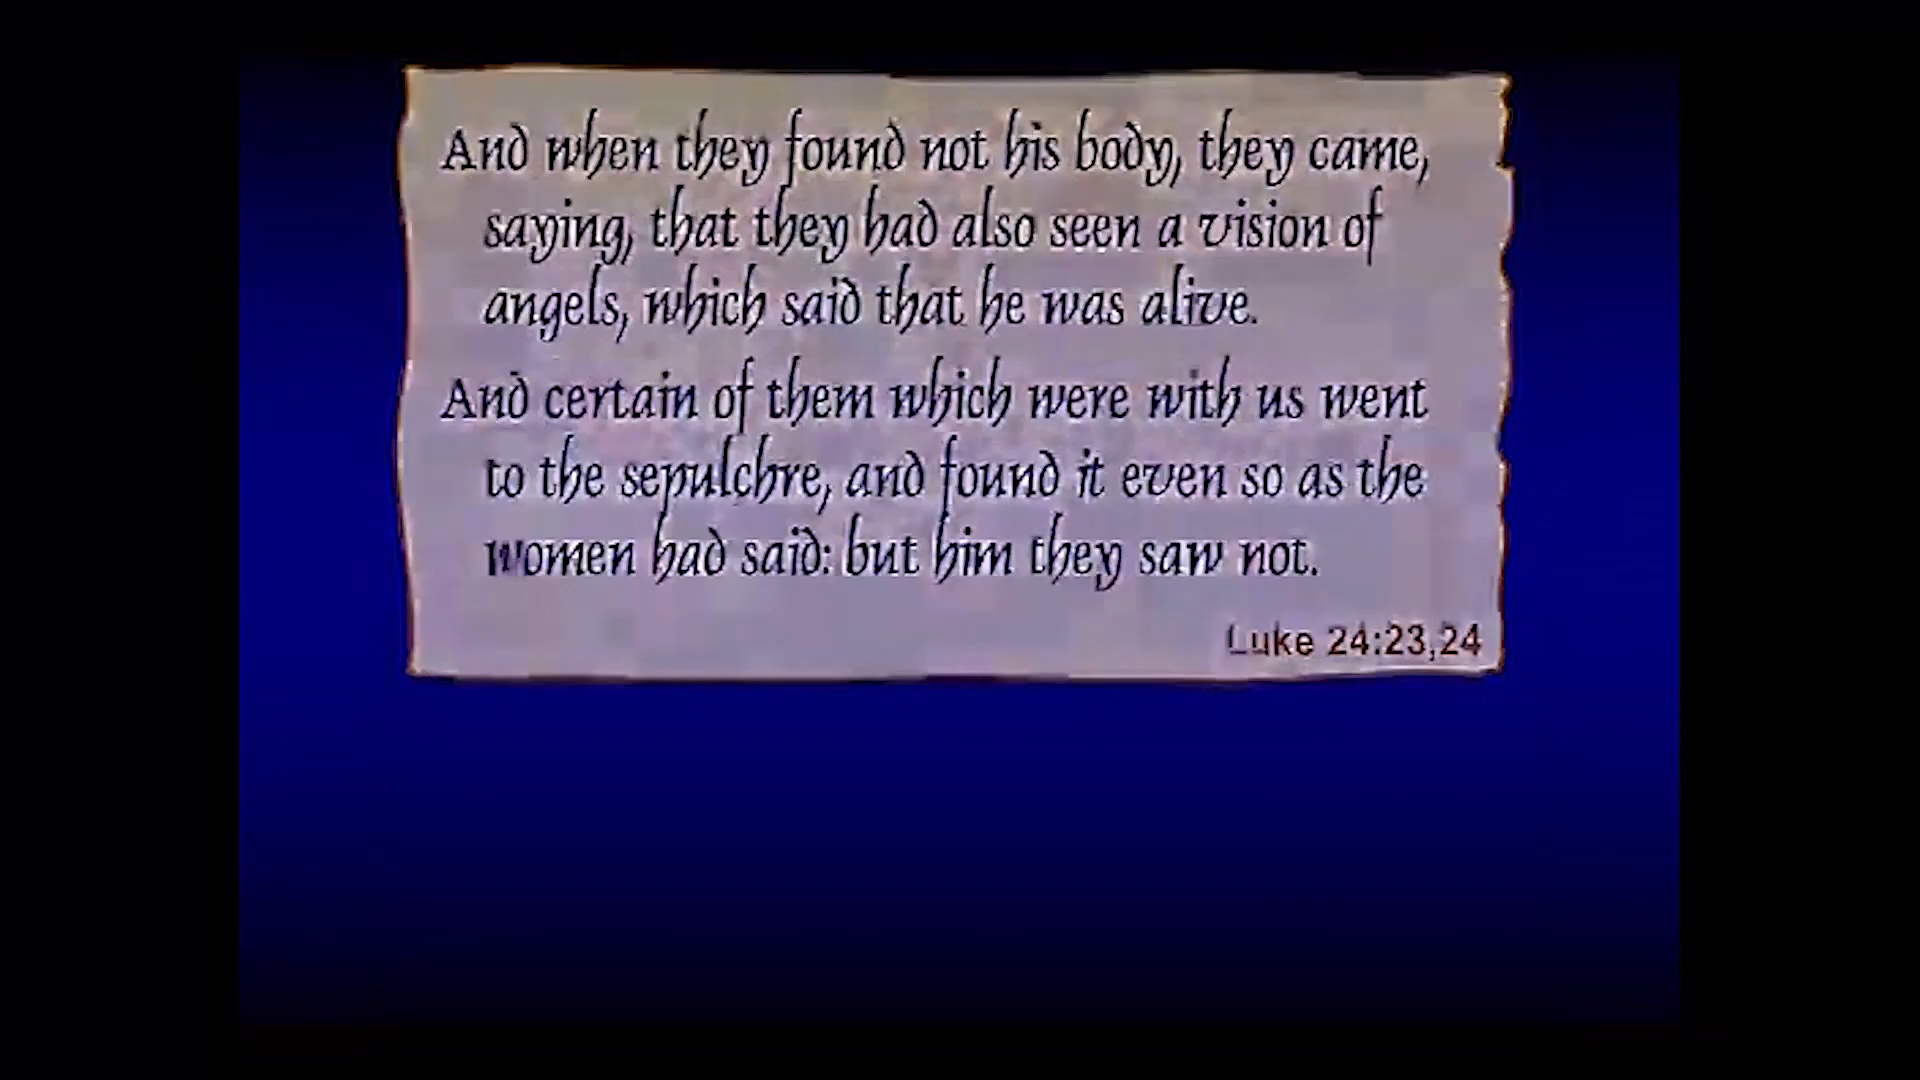 And when they found not his body, they came,
saying, that they had also seen a vision of
angels, which said that he was alive.
And certain of them which were with us went
to the sepulchre, and found it even so as the
women had said: but him they saw not.
Luke 24:23,24